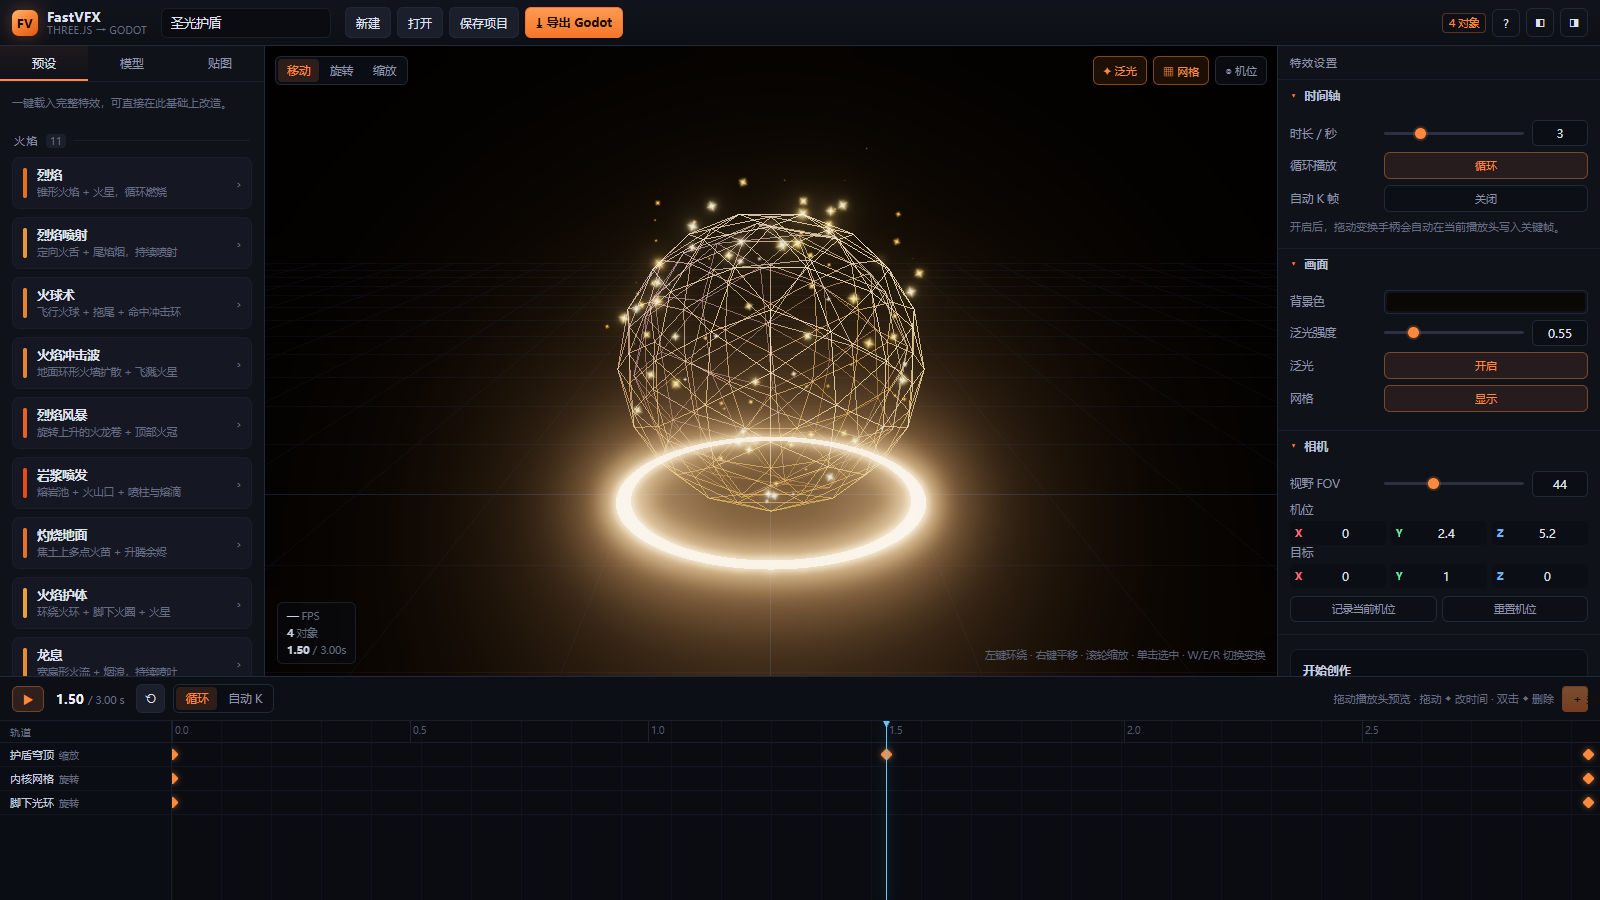 FV
FastVFX
THREE.JS → GODOT
圣光护盾
新建
打开
保存项目
⤓ 导出 Godot
4 对象
?
预设
模型
贴图
一键载入完整特效，可直接在此基础上改造。
火焰 11
烈焰
锥形火焰 + 火星，循环燃烧
烈焰喷射
定向火舌 + 尾焰烟，持续喷射
火球术
飞行火球 + 拖尾 + 命中冲击环
火焰冲击波
地面环形火墙扩散 + 飞溅火星
烈焰风暴
旋转上升的火龙卷 + 顶部火冠
岩浆喷发
熔岩池 + 火山口 + 喷柱与熔滴
灼烧地面
焦土上多点火苗 + 升腾余烬
火焰护体
环绕火环 + 脚下火圈 + 火星
龙息
宽扇形火流 + 烟浪，持续喷吐
移动
旋转
缩放
✦ 泛光
▦ 网格
机位
— FPS
4 对象
1.50 / 3.00s
左键环绕 · 右键平移 · 滚轮缩放 · 单击选中 · W/E/R 切换变换
特效设置
时间轴
时长 / 秒
3
循环播放
循环
自动 K 帧
关闭
开启后，拖动变换手柄会自动在当前播放头写入关键帧。
画面
背景色
泛光强度
0.55
泛光
开启
网格
显示
相机
视野 FOV
44
机位
X 0 Y 2.4 Z 5.2
目标
X 0 Y 1 Z 0
记录当前机位
重置机位
开始创作
1.50 / 3.00 s
循环
自动 K
拖动播放头预览 · 拖动 ◆ 改时间 · 双击 ◆ 删除
+
轨道
0.0
0.5
1.0
1.5
2.0
2.5
护盾穹顶 缩放
内核网格 旋转
脚下光环 旋转